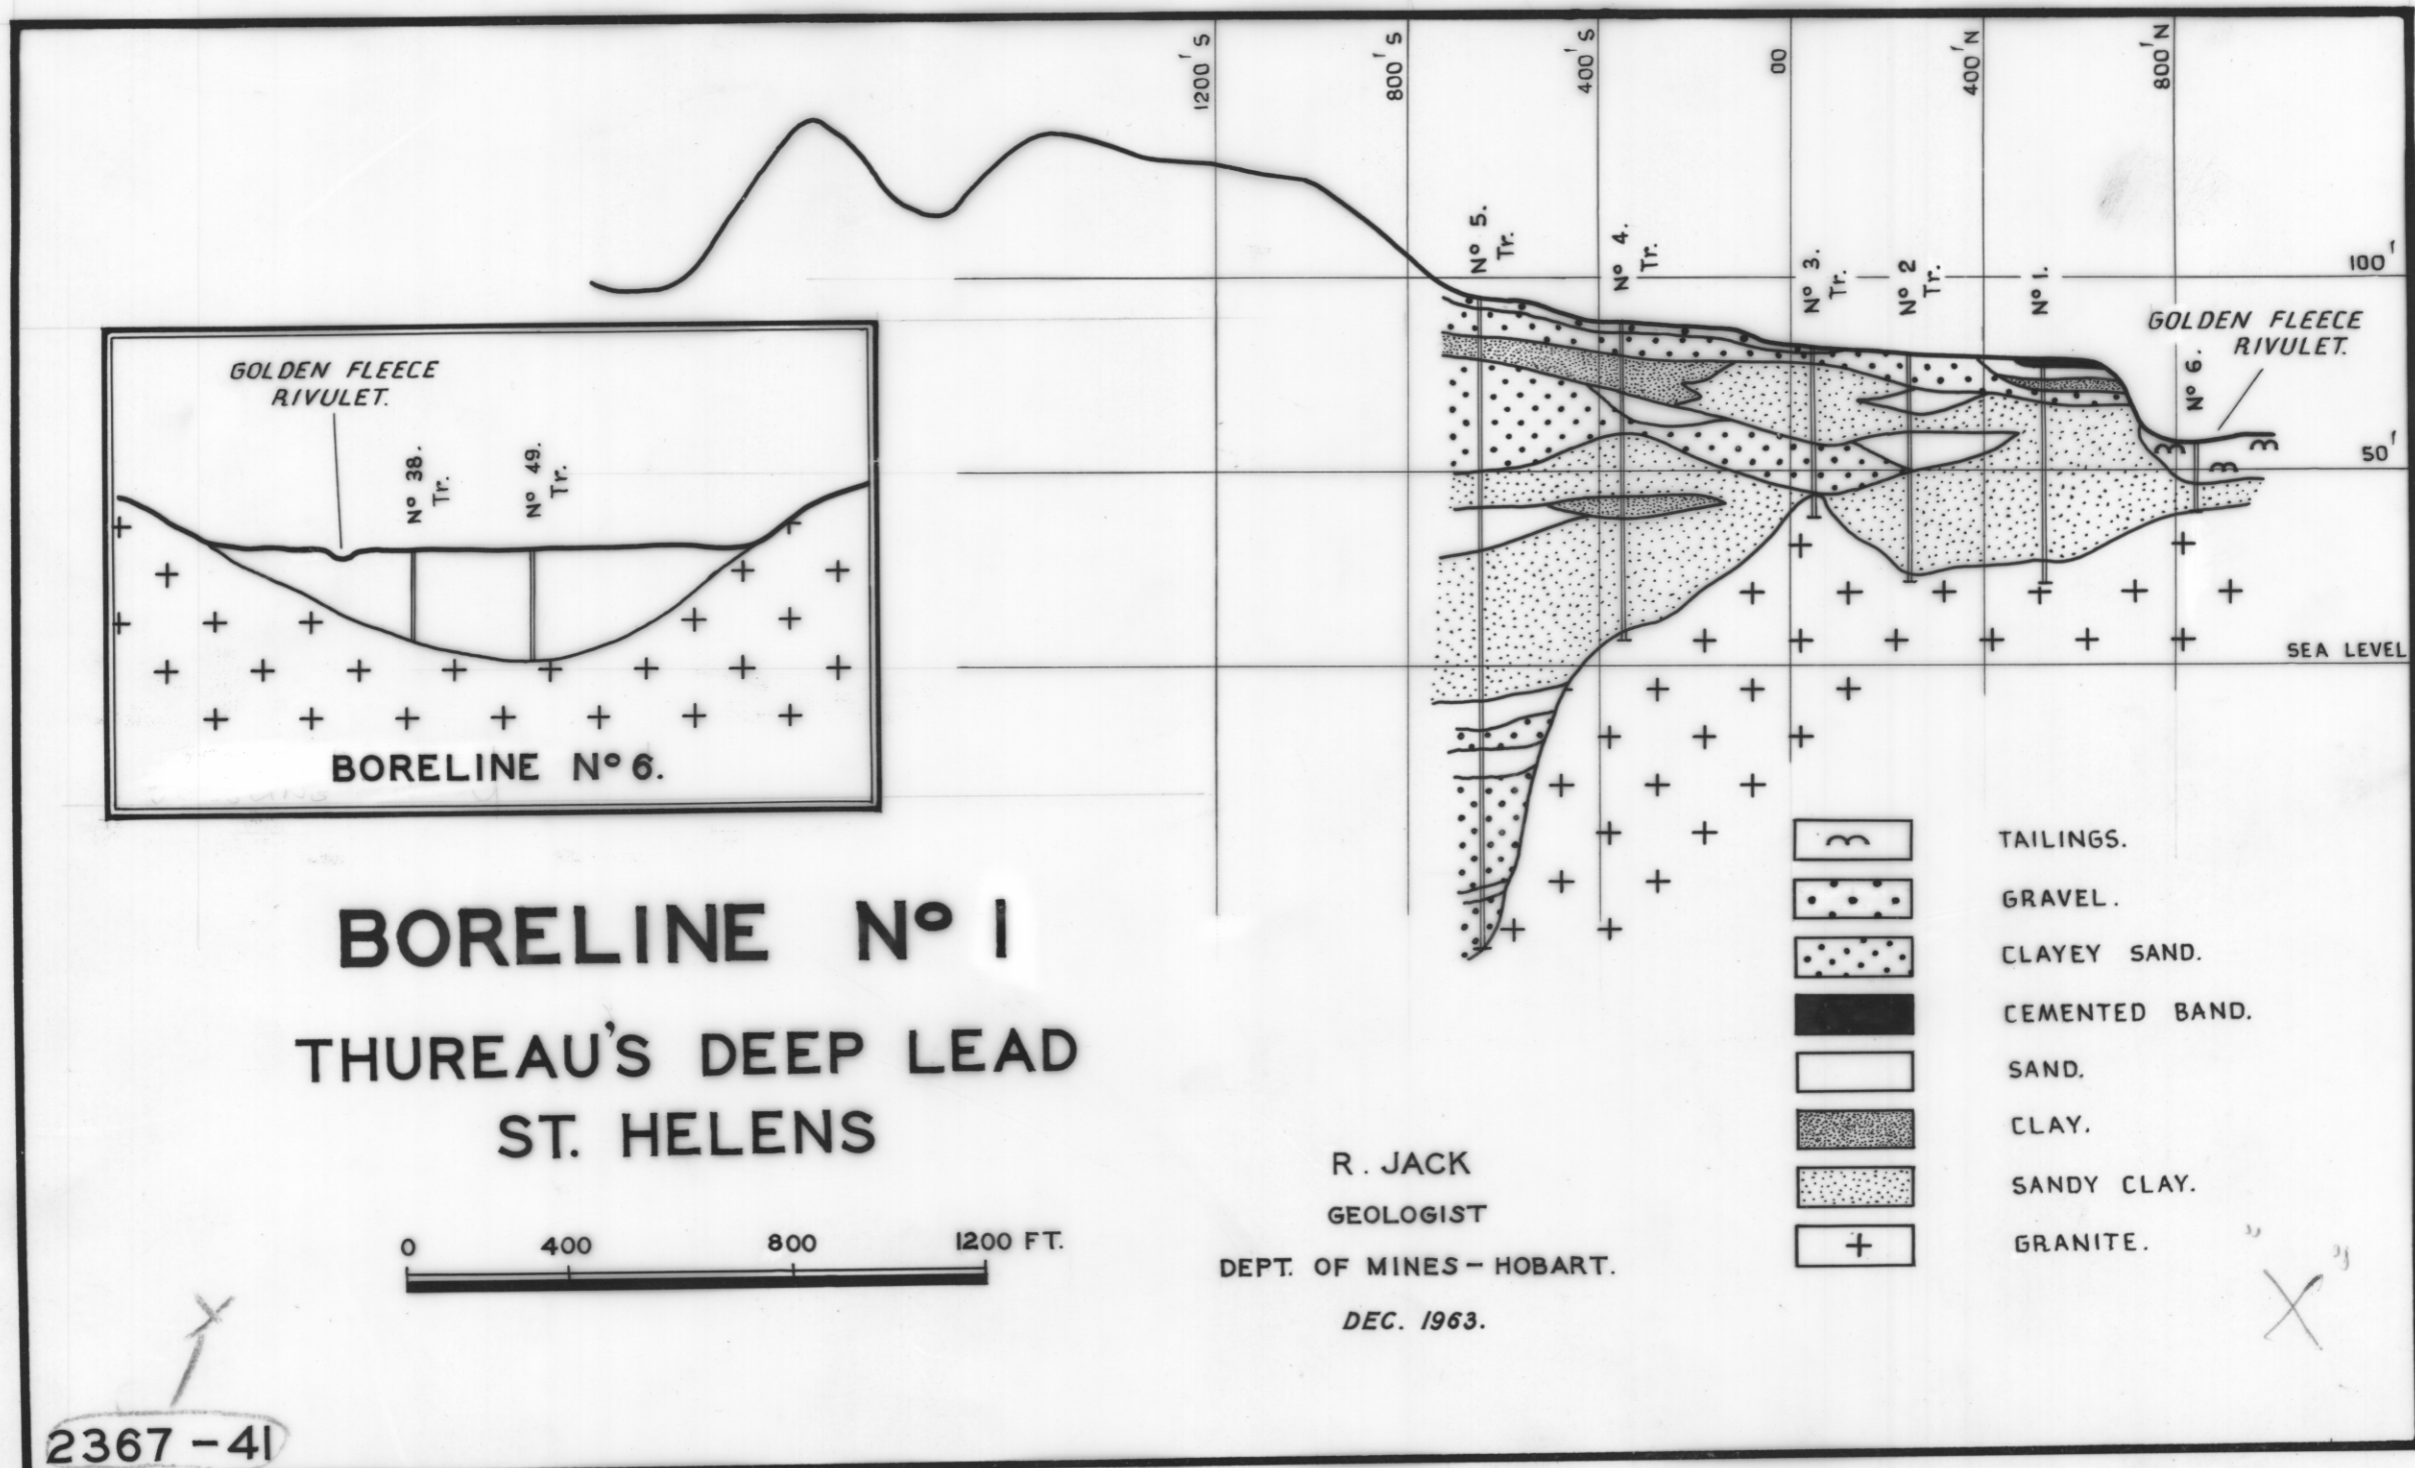 1200' S
800' S
400' S
00
400' N
800' N
Nº 5.
Tr.
Nº 4.
Tr.
Nº 3.
Tr.
Nº 2
Tr.
Nº 1.
Nº 6.
100'
GOLDEN FLEECE
RIVULET.
50'
SEA LEVEL
GOLDEN FLEECE
RIVULET.
Nº 38.
Tr.
Nº 49.
Tr.
BORELINE Nº 6.
BORELINE Nº 1
THUREAU'S DEEP LEAD
ST. HELENS
0 400 800 1200 FT.
R. JACK
GEOLOGIST
DEPT. OF MINES - HOBART.
DEC. 1963.
TAILINGS.
GRAVEL.
CLAYEY SAND.
CEMENTED BAND.
SAND.
CLAY.
SANDY CLAY.
GRANITE.
2367 - 41